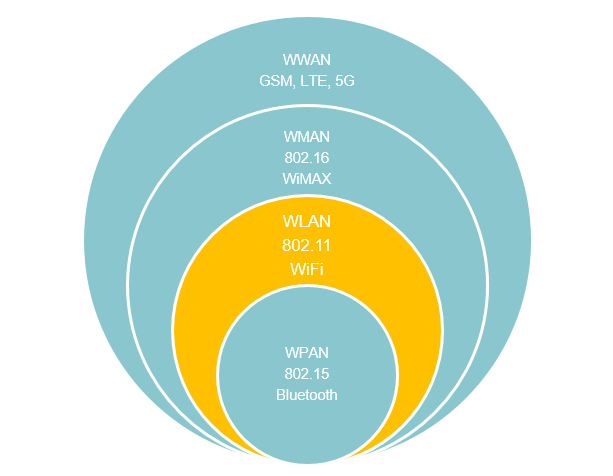 WWAN
GSM, LTE, 5G
WMAN
802.16
WiMAX
WLAN
802.11
WiFi
WPAN
802.15
Bluetooth